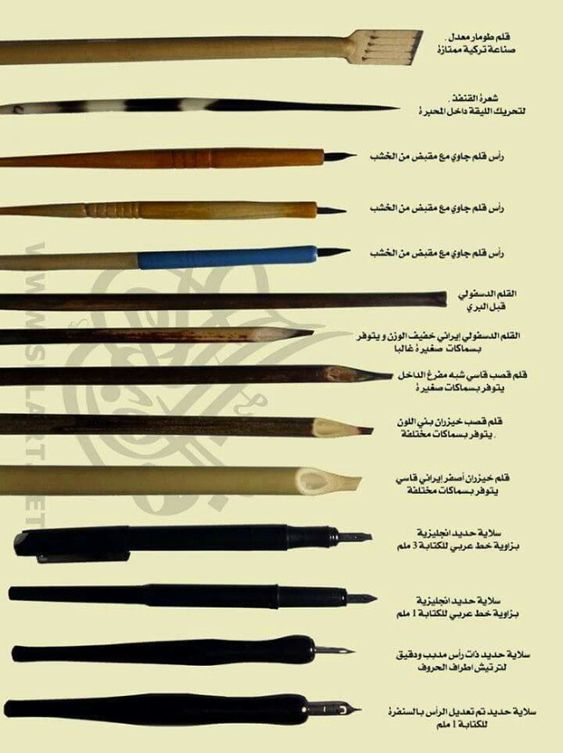 قلم طومار معدل .
صناعة تركية ممتازة
شعرة القنفذ .
لتحريك الليقة داخل المحبرة
رأس قلم جاوي مع مقبض من الخشب
رأس قلم جاوي مع مقبض من الخشب
رأس قلم جاوي مع مقبض من الخشب
القلم الدسفولي
قبل البري
القلم الدسفولي إيراني خفيف الوزن و يتوفر
بسماكات صغيرة غالبا
قلم قصب قاسي شبه مفرغ الداخل
يتوفر بسماكات صغيرة
قلم قصب خيزران بني اللون
يتوفر بسماكات مختلفة .
قلم خيزران أصفر إيراني قاسي
يتوفر بسماكات مختلفة
سلاية حديد انجليزية
بزاوية خط عربي للكتابة 3 ملم
سلاية حديد انجليزية
بزاوية خط عربي للكتابة 1 ملم
سلاية حديد ذات رأس مدبب ودقيق
لترتيش اطراف الحروف
سلاية حديد تم تعديل الرأس بالسنفرة
للكتابة 1 ملم